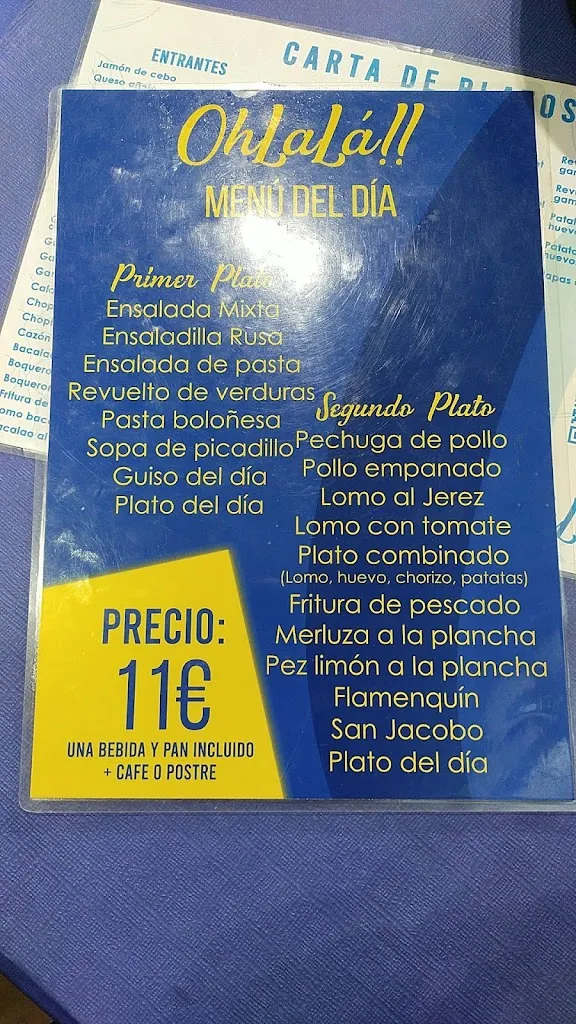 ENTRANTES
CARTA DE
Jamón de cebo
Queso
OhLaLá!!
MENÚ DEL DÍA
Primer Plato
Ensalada Mixta
Ensaladilla Rusa
Ensalada de pasta
Revuelto de verduras
Pasta boloñesa
Sopa de picadillo
Guiso del día
Plato del día
Segundo Plato
Pechuga de pollo
Pollo empanado
Lomo al Jerez
Lomo con tomate
Plato combinado
(Lomo, huevo, chorizo, patatas)
Fritura de pescado
Merluza a la plancha
Pez limón a la plancha
Flamenquín
San Jacobo
Plato del día
PRECIO:
11€
UNA BEBIDA Y PAN INCLUIDO
+ CAFE O POSTRE